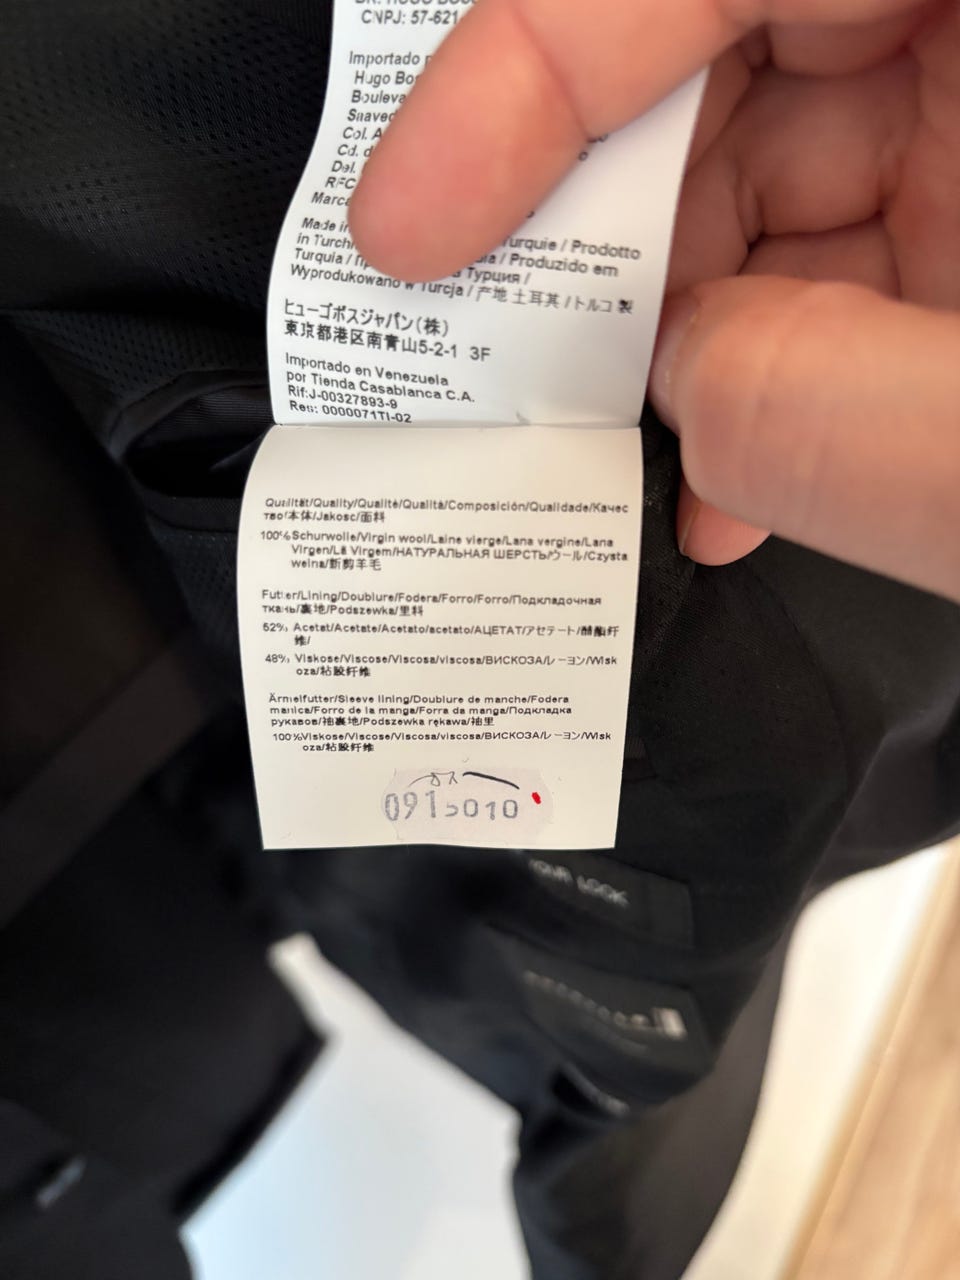 CNPJ: 57-621
Importado
Hugo
Col. A
Cd. d
Del.
RFC
Made in
in Turquie / Prodotto
Turquia / Produzido em
Турция /
Wyprodukowano w Turcja / 产地 土耳其 / トルコ 製
ヒューゴボスジャパン(株)
東京都港区南青山5-2-1 3F
Importado en Venezuela
por Tienda Casablanca C.A.
Rif:J-00327893-9
Res: 0000071TI-02
Qualität/Quality/Qualité/Qualità/Composición/Qualidade/Качес
тво/本体/Jakosc/面料
100% Schurwolle/Virgin wool/Laine vierge/Lana vergine/Lana
Virgen/Lã Virgem/НАТУРАЛЬНАЯ ШЕРСТЬ/ウール/Czysta
welna/新剪羊毛
Futter/Lining/Doublure/Fodera/Forro/Forro/Подкладочная
ткань/裏地/Podszewka/里料
52% Acetat/Acetate/Acetato/acetato/АЦЕТАТ/アセテート/醋酯纤
维/
48% Viskose/Viscose/Viscosa/viscosa/ВИСКОЗА/レーヨン/Wisk
oza/粘胶纤维
Ärmelfutter/Sleeve lining/Doublure de manche/Fodera
manica/Forro de la manga/Forra da manga/Подкладка
рукавов/袖裏地/Podszewka rękawa/袖里
100%Viskose/Viscose/Viscosa/viscosa/ВИСКОЗА/レーヨン/Wisk
oza/粘胶纤维
0915010
YOUR LOOK